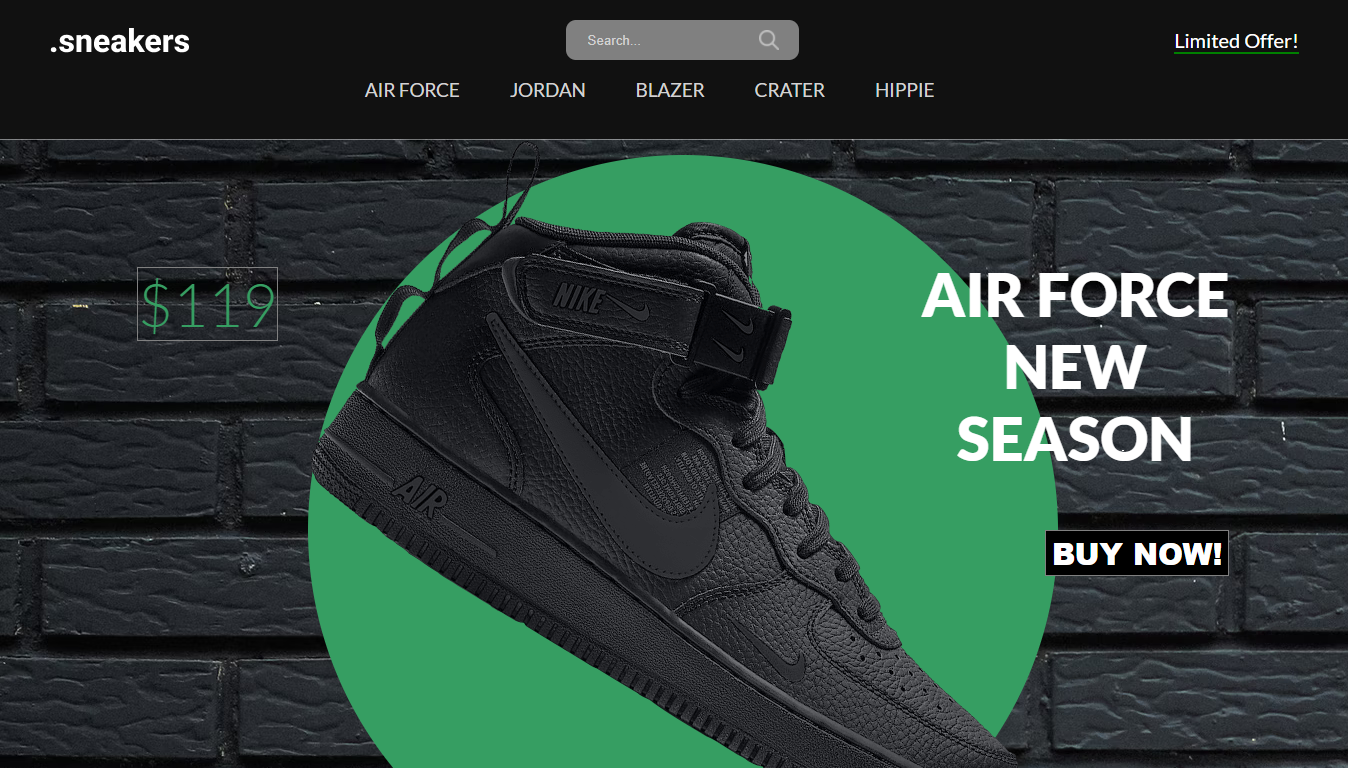 .sneakers
Search...
Limited Offer!
AIR FORCE
JORDAN
BLAZER
CRATER
HIPPIE
$119
NIKE
AIR
AIR FORCE
NEW
SEASON
BUY NOW!